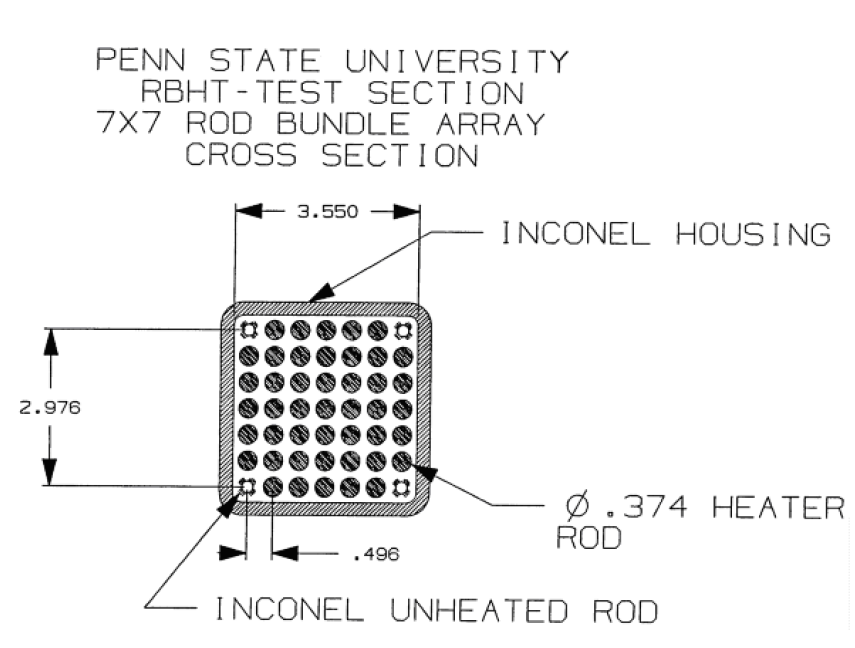 PENN STATE UNIVERSITY
RBHT-TEST SECTION
7X7 ROD BUNDLE ARRAY
CROSS SECTION
3.550
INCONEL HOUSING
2.976
Ø .374 HEATER
ROD
.496
INCONEL UNHEATED ROD